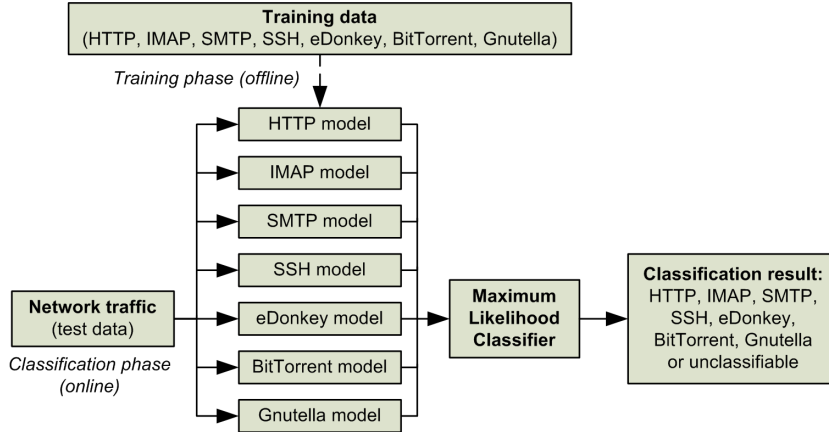 Training data
(HTTP, IMAP, SMTP, SSH, eDonkey, BitTorrent, Gnutella)
Training phase (offline)
HTTP model
IMAP model
SMTP model
SSH model
eDonkey model
BitTorrent model
Gnutella model
Network traffic
(test data)
Classification phase
(online)
Maximum
Likelihood
Classifier
Classification result:
HTTP, IMAP, SMTP,
SSH, eDonkey,
BitTorrent, Gnutella
or unclassifiable